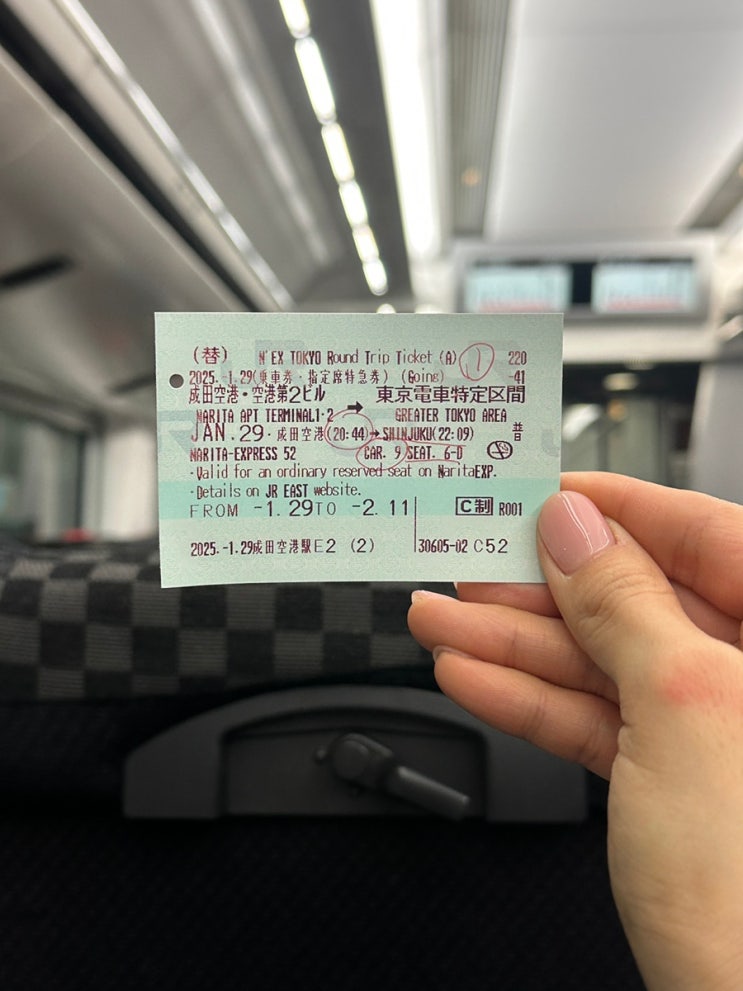 (替) N'EX TOKYO Round Trip Ticket (A) 1 220
2025.-1.29(乗車券・指定席特急券) (Going) -41
成田空港・空港第2ビル → 東京電車特定区間
NARITA APT TERMINAL1・2 GREATER TOKYO AREA
JAN.29・成田空港(20:44)→SHINJUKU(22:09) 普
NARITA-EXPRESS 52 CAR. 9 SEAT. 6-D
・Valid for an ordinary reserved seat on NaritaEXP.
・Details on JR EAST website.
FROM -1.29TO -2.11 C制 R001
2025.-1.29成田空港駅E2 (2) 30605-02 C52